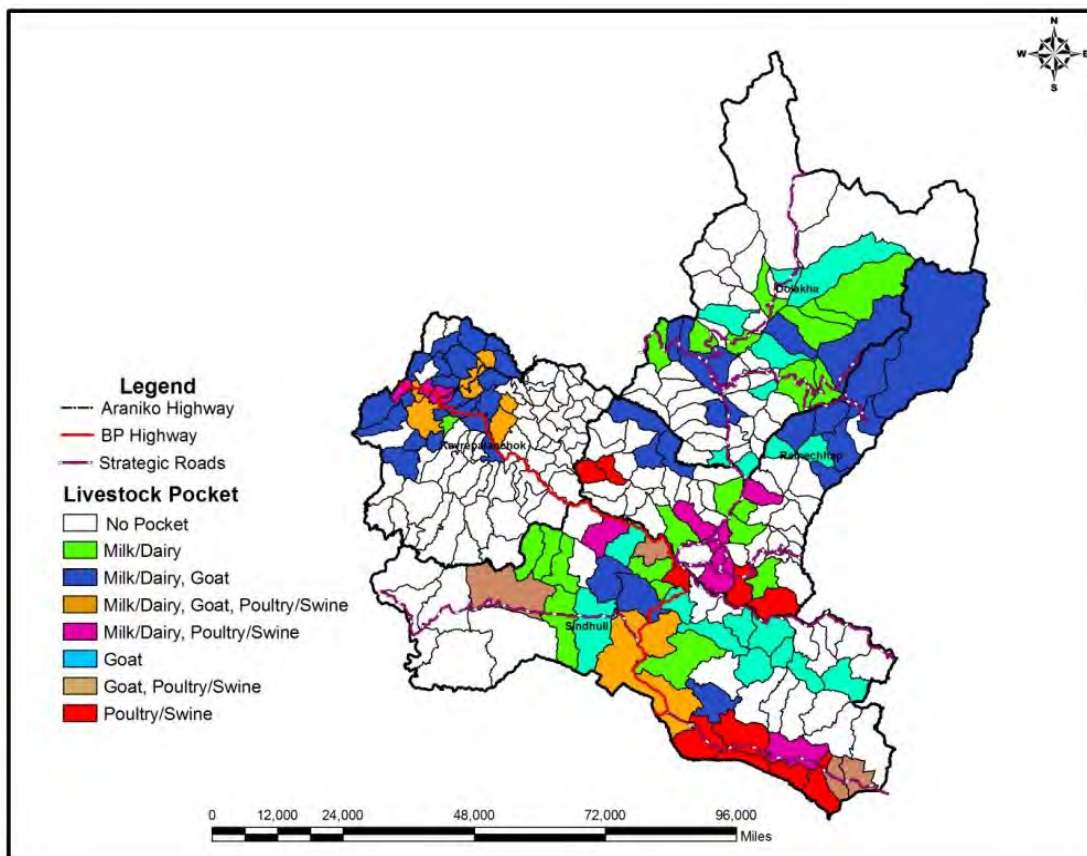 N
W E
S
Dolakha
Legend
Araniko Highway
BP Highway
Strategic Roads
Kavrepalanchok
Ramechhap
Livestock Pocket
No Pocket
Milk/Dairy
Milk/Dairy, Goat
Milk/Dairy, Goat, Poultry/Swine
Milk/Dairy, Poultry/Swine
Goat
Goat, Poultry/Swine
Poultry/Swine
Sindhuli
0 12,000 24,000 48,000 72,000 96,000
Miles